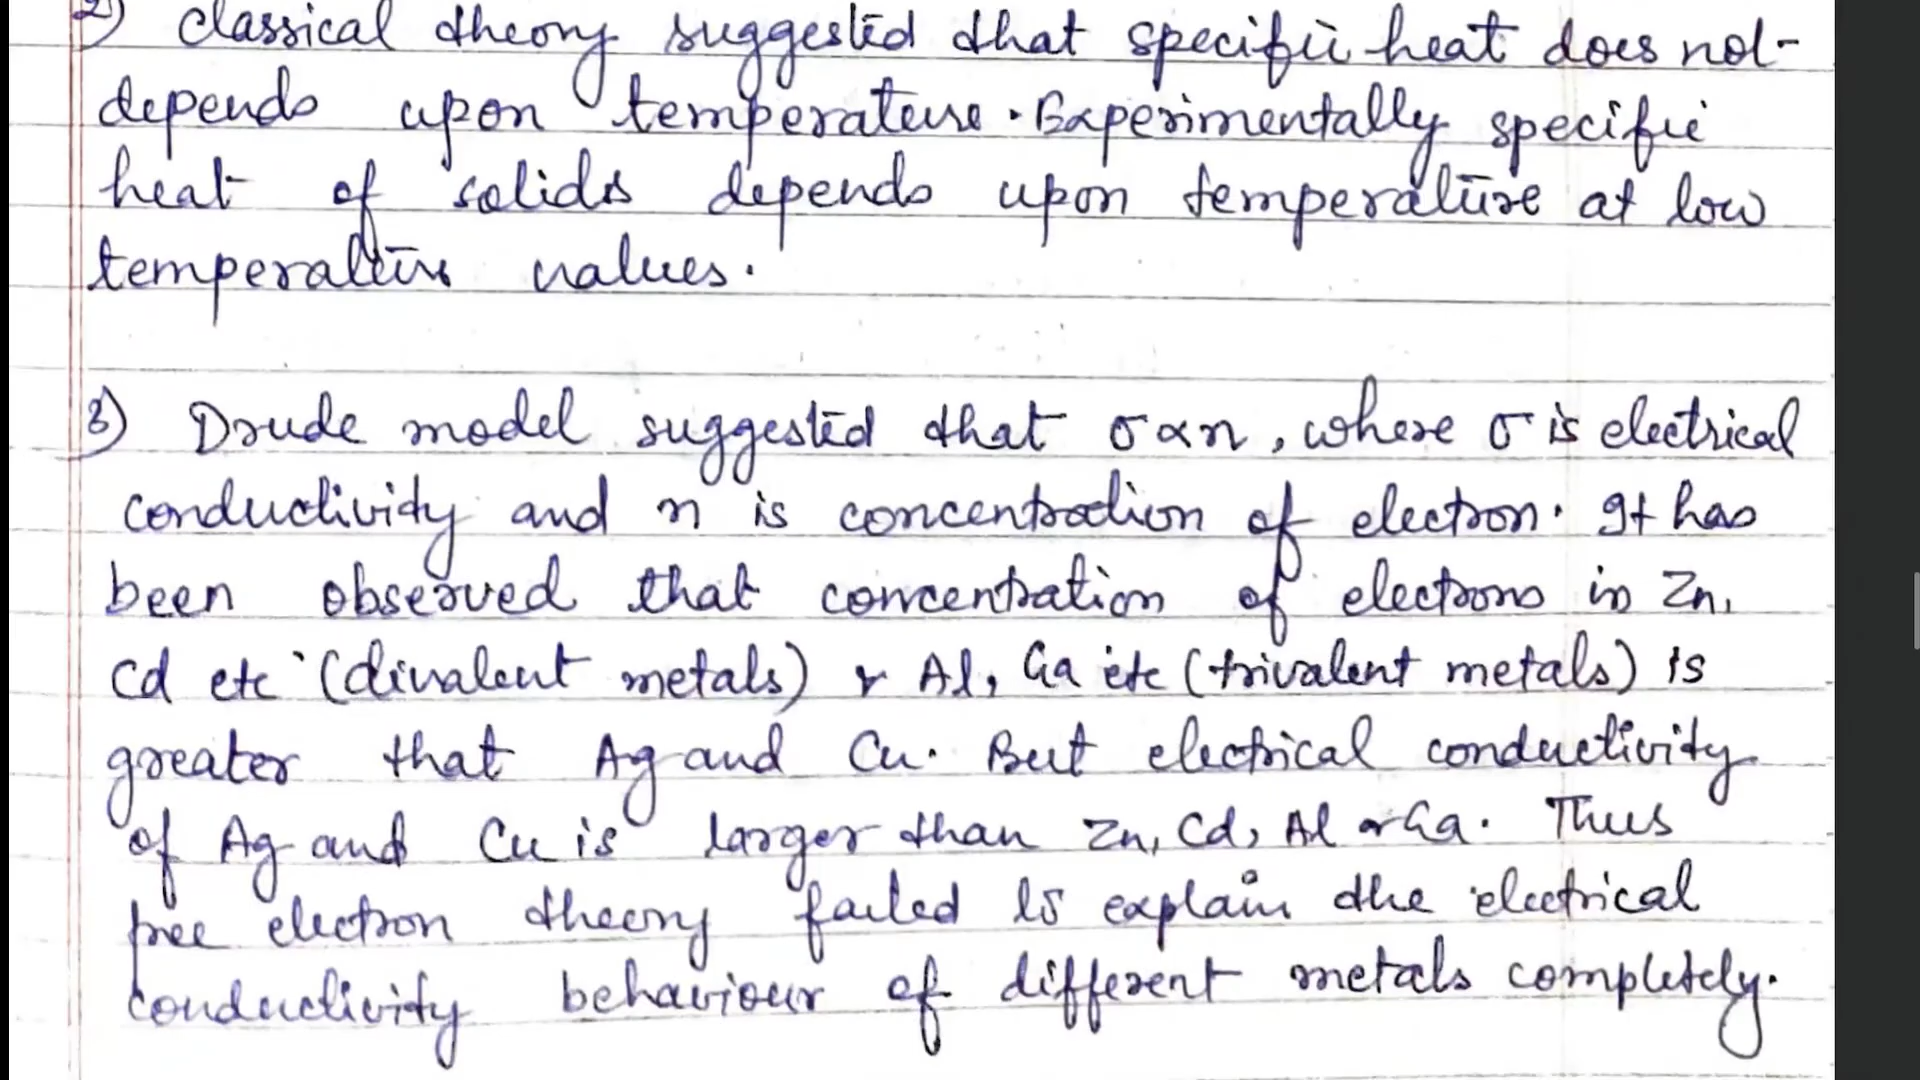 2) Classical theory suggested that specific heat does not-
depends upon temperature. Experimentally specific
heat of solids depends upon temperature at low
temperature values.
3) Drude model suggested that σ ∝ n, where σ is electrical
conductivity and n is concentration of electron. It has
been observed that concentration of electrons in Zn,
Cd etc (divalent metals) & Al, Ga etc (trivalent metals) is
greater that Ag and Cu. But electrical conductivity
of Ag and Cu is larger than Zn, Cd, Al & Ga. Thus
free electron theory failed to explain the electrical
conductivity behaviour of different metals completely.